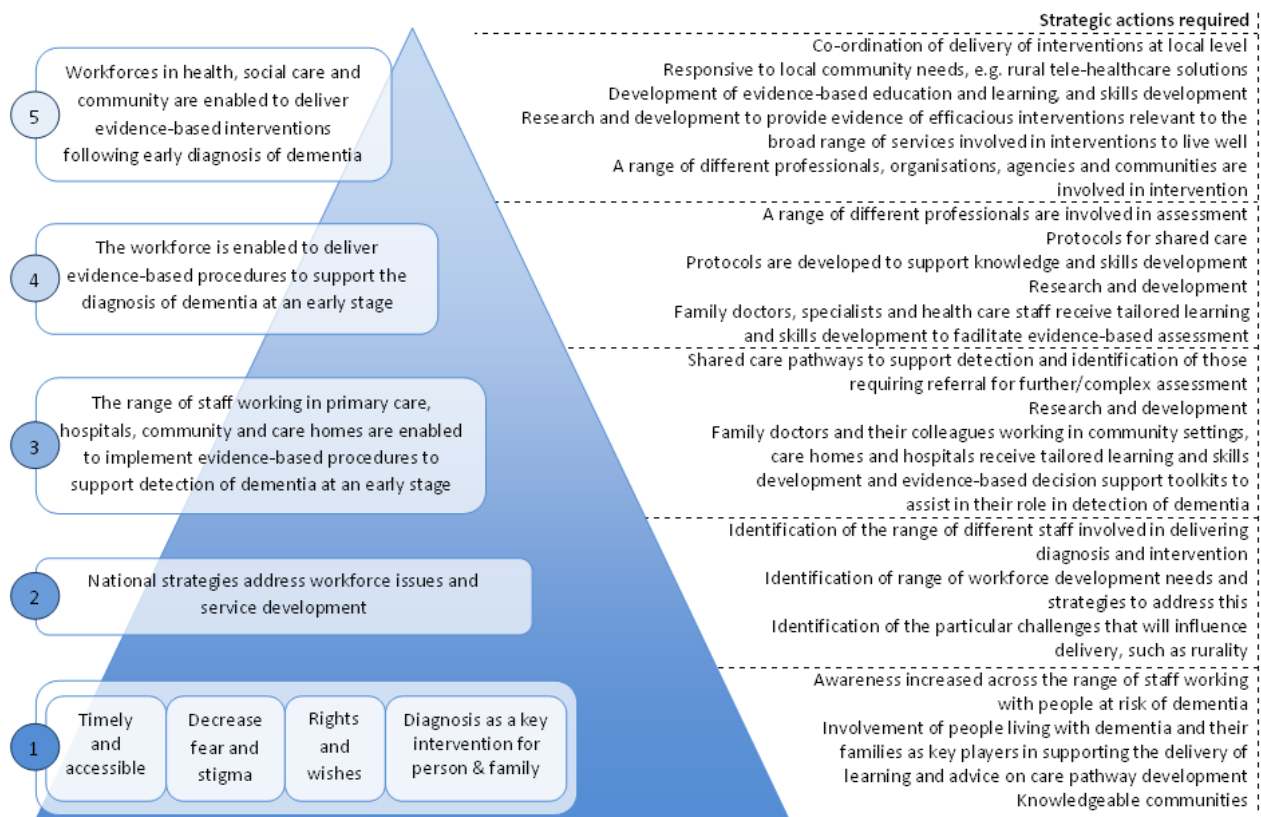 Strategic actions required
5
Workforces in health, social care and
community are enabled to deliver
evidence-based interventions
following early diagnosis of dementia
Co-ordination of delivery of interventions at local level
Responsive to local community needs, e.g. rural tele-healthcare solutions
Development of evidence-based education and learning, and skills development
Research and development to provide evidence of efficacious interventions relevant to the
broad range of services involved in interventions to live well
A range of different professionals, organisations, agencies and communities are
involved in intervention
4
The workforce is enabled to deliver
evidence-based procedures to support the
diagnosis of dementia at an early stage
A range of different professionals are involved in assessment
Protocols for shared care
Protocols are developed to support knowledge and skills development
Research and development
Family doctors, specialists and health care staff receive tailored learning
and skills development to facilitate evidence-based assessment
3
The range of staff working in primary care,
hospitals, community and care homes are enabled
to implement evidence-based procedures to
support detection of dementia at an early stage
Shared care pathways to support detection and identification of those
requiring referral for further/complex assessment
Research and development
Family doctors and their colleagues working in community settings,
care homes and hospitals receive tailored learning and skills
development and evidence-based decision support toolkits to
assist in their role in detection of dementia
2
National strategies address workforce issues and
service development
Identification of the range of different staff involved in delivering
diagnosis and intervention
Identification of range of workforce development needs and
strategies to address this
Identification of the particular challenges that will influence
delivery, such as rurality
1
Timely
and
accessible
Decrease
fear and
stigma
Rights
and
wishes
Diagnosis as a key
intervention for
person & family
Awareness increased across the range of staff working
with people at risk of dementia
Involvement of people living with dementia and their
families as key players in supporting the delivery of
learning and advice on care pathway development
Knowledgeable communities